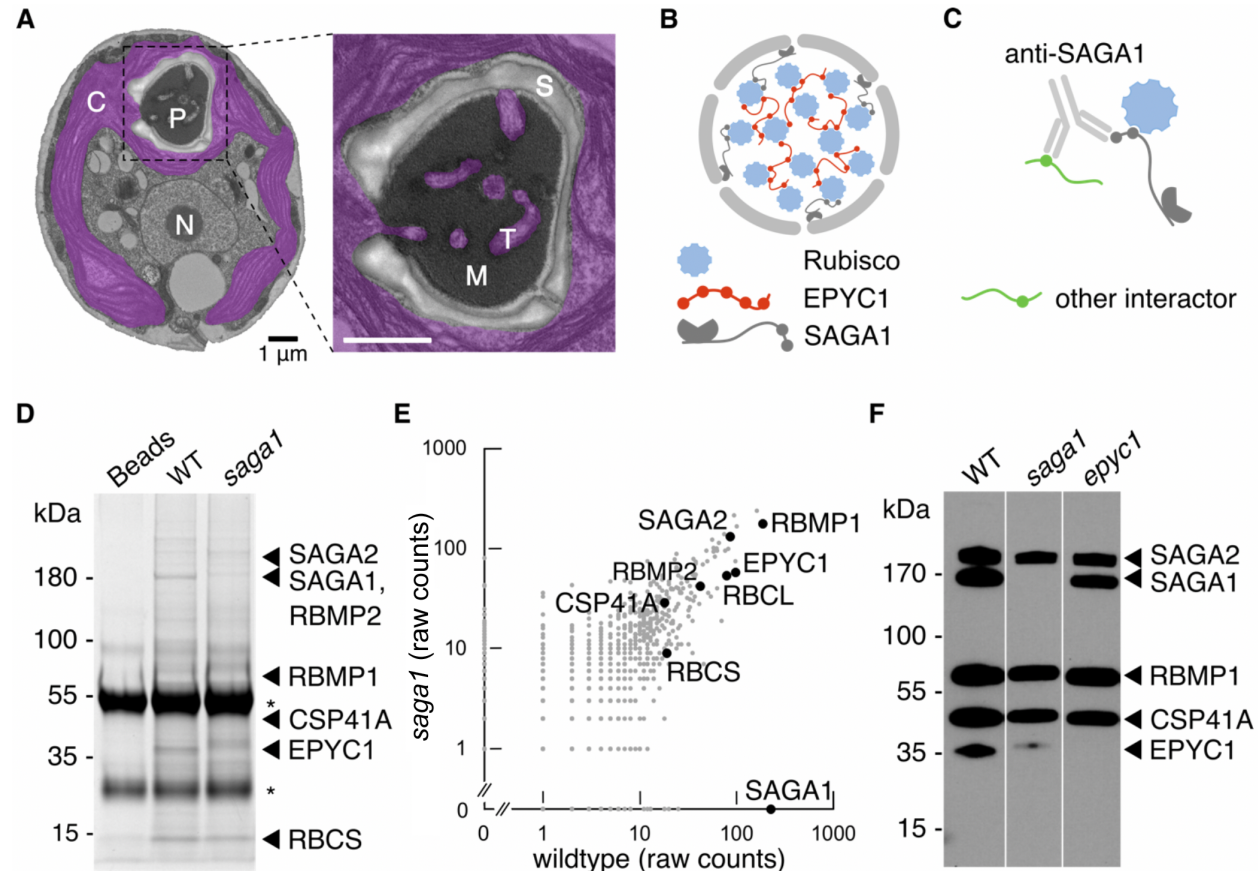 A
C
P
N
1 μm
S
T
M
B
Rubisco
EPYC1
SAGA1
C
anti-SAGA1
other interactor
D
Beads
WT
saga1
kDa
180 -
100 -
55 -
35 -
15 -
SAGA2
SAGA1,
RBMP2
RBMP1
*
CSP41A
EPYC1
*
RBCS
E
saga1 (raw counts)
1000
100
10
1
0
SAGA2
RBMP1
RBMP2
EPYC1
CSP41A
RBCL
RBCS
SAGA1
0 1 10 100 1000
wildtype (raw counts)
F
WT
saga1
epyc1
kDa
170 -
100 -
55 -
35 -
15 -
SAGA2
SAGA1
RBMP1
CSP41A
EPYC1